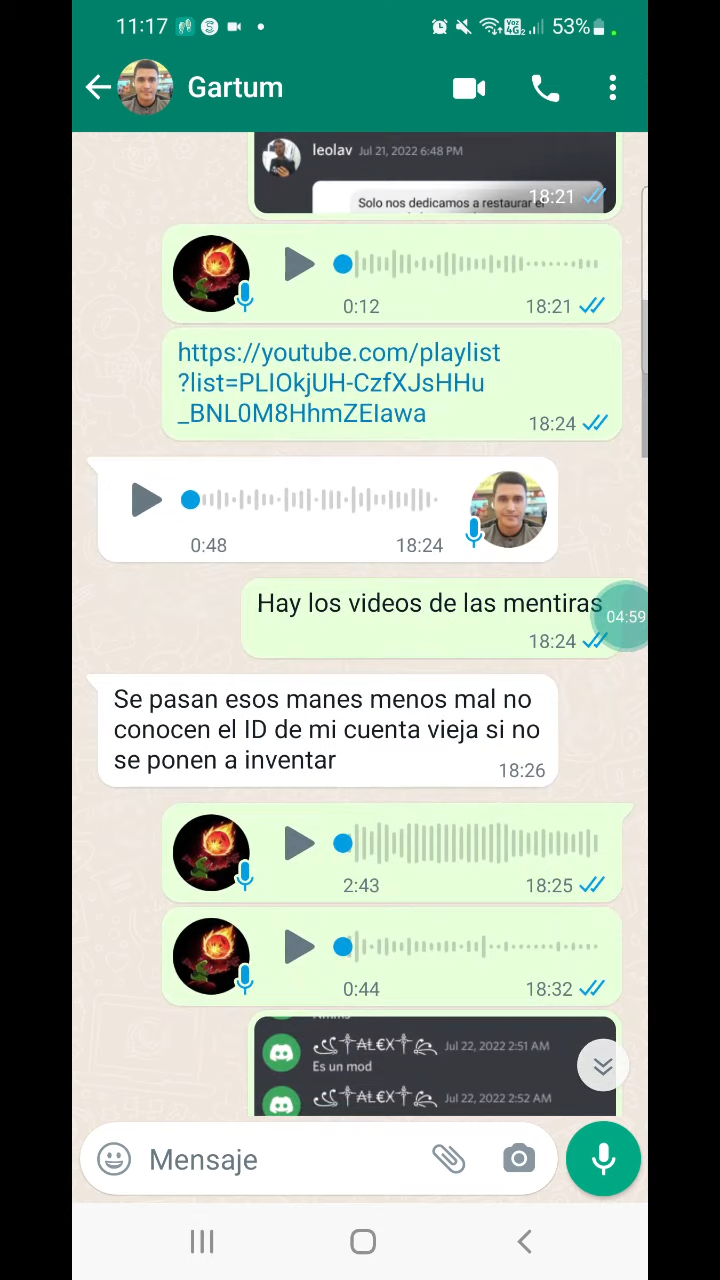 11:17
53%
Gartum
leolav Jul 21, 2022 6:48 PM
Solo nos dedicamos a restaurar el
18:21
0:12 18:21
https://youtube.com/playlist
?list=PLIOkjUH-CzfXJsHHu
_BNL0M8HhmZEIawa
18:24
0:48 18:24
Hay los videos de las mentiras
18:24
04:59
Se pasan esos manes menos mal no
conocen el ID de mi cuenta vieja si no
se ponen a inventar
18:26
2:43 18:25
0:44 18:32
Jul 22, 2022 2:51 AM
Es un mod
Jul 22, 2022 2:52 AM
Mensaje